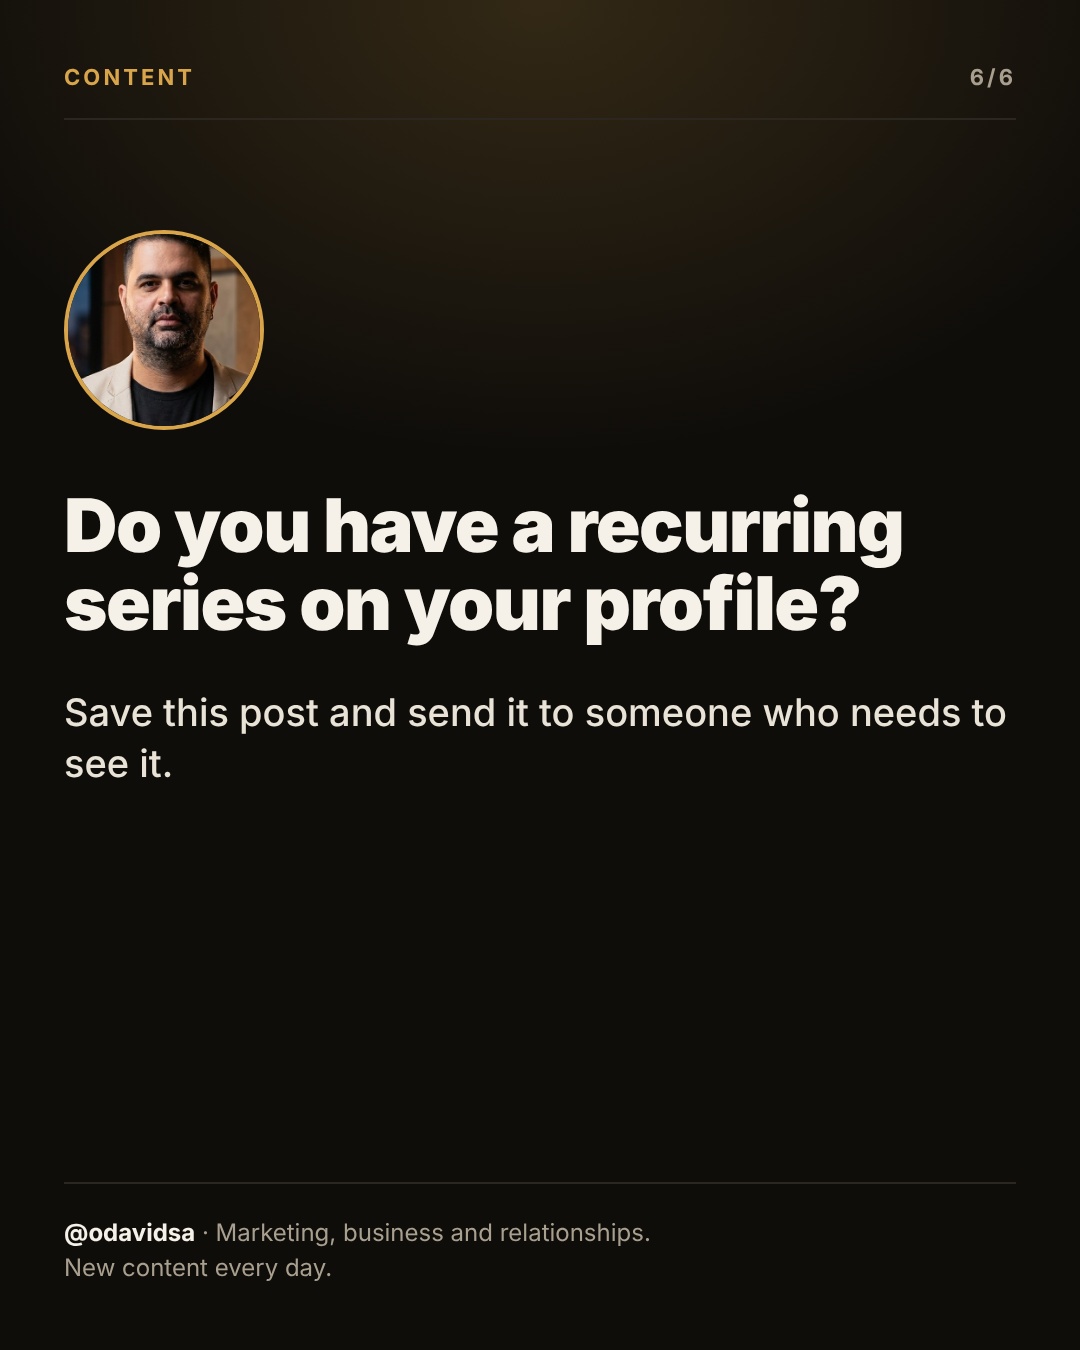 CONTENT
6/6
Do you have a recurring
series on your profile?
Save this post and send it to someone who needs to
see it.
@odavidsa · Marketing, business and relationships.
New content every day.